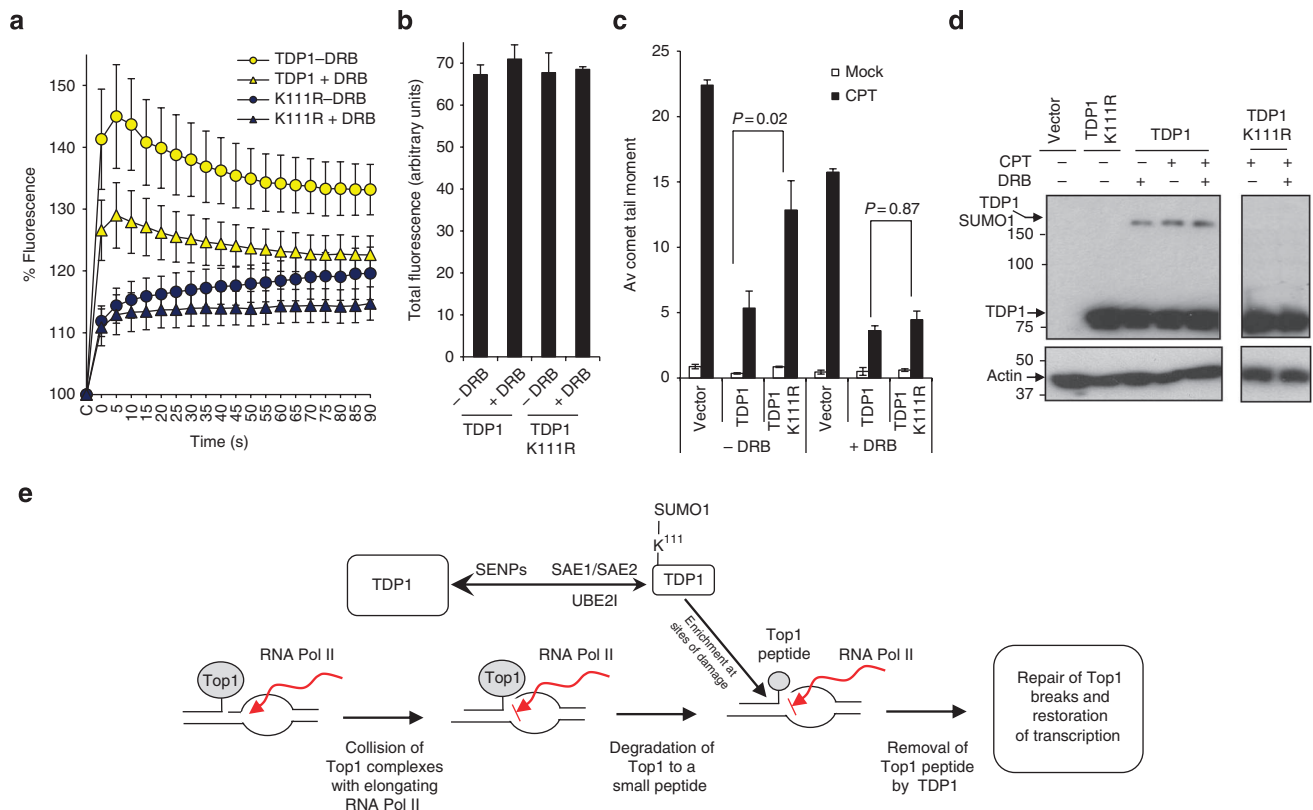 a
150
140
130
120
110
100
% Fluorescence
TDP1–DRB
TDP1 + DRB
K111R–DRB
K111R + DRB
C 0 5 10 15 20 25 30 35 40 45 50 55 60 65 70 75 80 85 90
Time (s)
b
70
60
50
40
30
20
10
0
Total fluorescence (arbitrary units)
– DRB
+ DRB
– DRB
+ DRB
TDP1
TDP1
K111R
c
25
20
15
10
5
0
Av comet tail moment
Mock
CPT
P = 0.02
P = 0.87
Vector
TDP1
TDP1
K111R
Vector
TDP1
TDP1
K111R
– DRB
+ DRB
d
Vector
TDP1
K111R
TDP1
TDP1
K111R
CPT – – – + + + +
DRB – – + – + – +
TDP1
SUMO1
150
100
TDP1
75
50
Actin
37
e
SUMO1
K111
TDP1
SENPs
SAE1/SAE2
UBE2I
TDP1
Enrichment at
sites of damage
Top1
RNA Pol II
Top1
RNA Pol II
Top1
peptide
RNA Pol II
Collision of
Top1 complexes
with elongating
RNA Pol II
Degradation of
Top1 to a
small peptide
Removal of
Top1 peptide
by TDP1
Repair of Top1
breaks and
restoration
of transcription